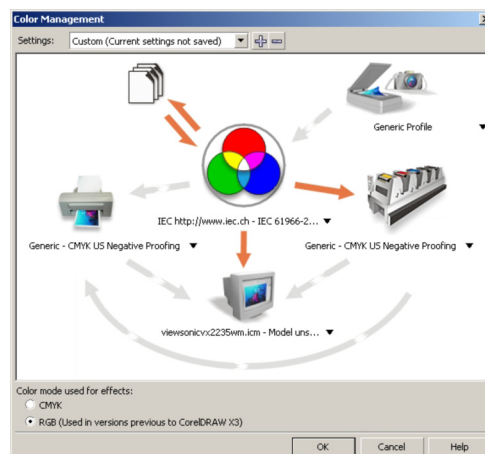 Color Management
Settings: Custom (Current settings not saved)
Generic Profile
IEC http://www.iec.ch - IEC 61966-2...
Generic - CMYK US Negative Proofing
Generic - CMYK US Negative Proofing
viewsonicvx2235wm.icm - Model uns...
Color mode used for effects:
CMYK
RGB (Used in versions previous to CorelDRAW X3)
OK Cancel Help